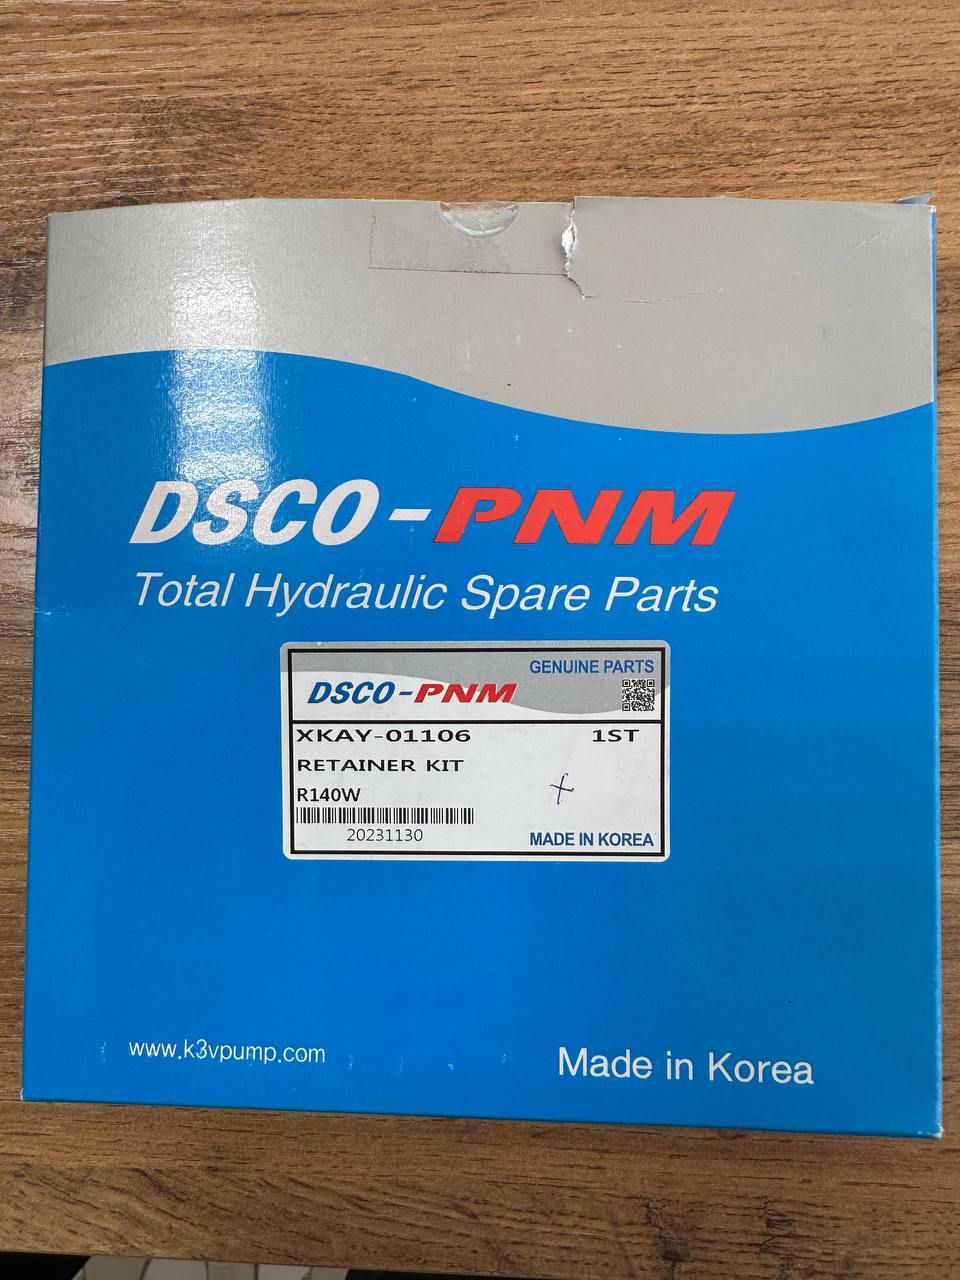 DSCO-PNM
Total Hydraulic Spare Parts
GENUINE PARTS
DSCO-PNM
XKAY-01106 1ST
RETAINER KIT
R140W
20231130
MADE IN KOREA
www.k3vpump.com
Made in Korea